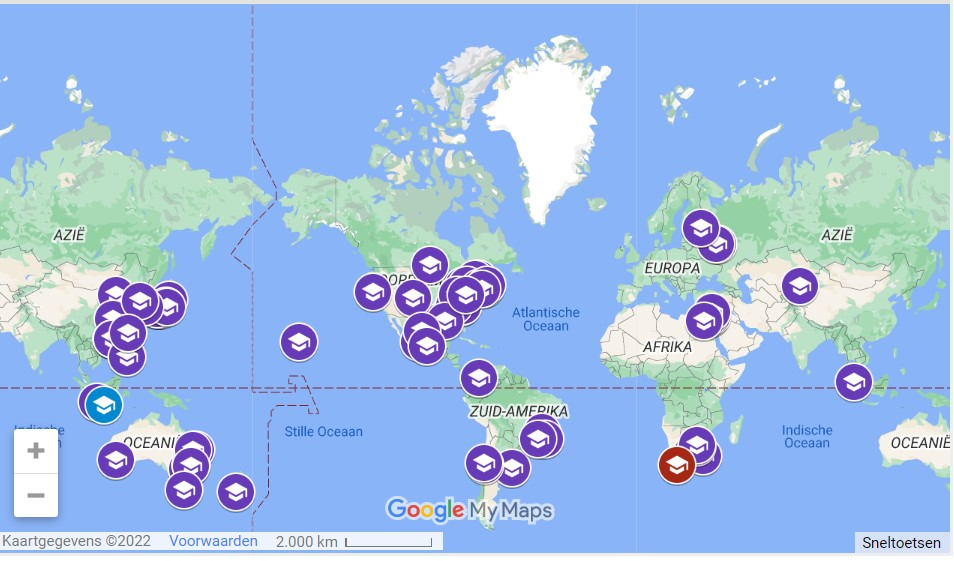 AZIË
AZIË
EUROPA
Atlantische
Oceaan
AFRIKA
ZUID-AMERIKA
Stille Oceaan
Indische
Oceaan
OCEANIË
+
−
Google My Maps
Kaartgegevens ©2022 Voorwaarden 2.000 km
Sneltoetsen